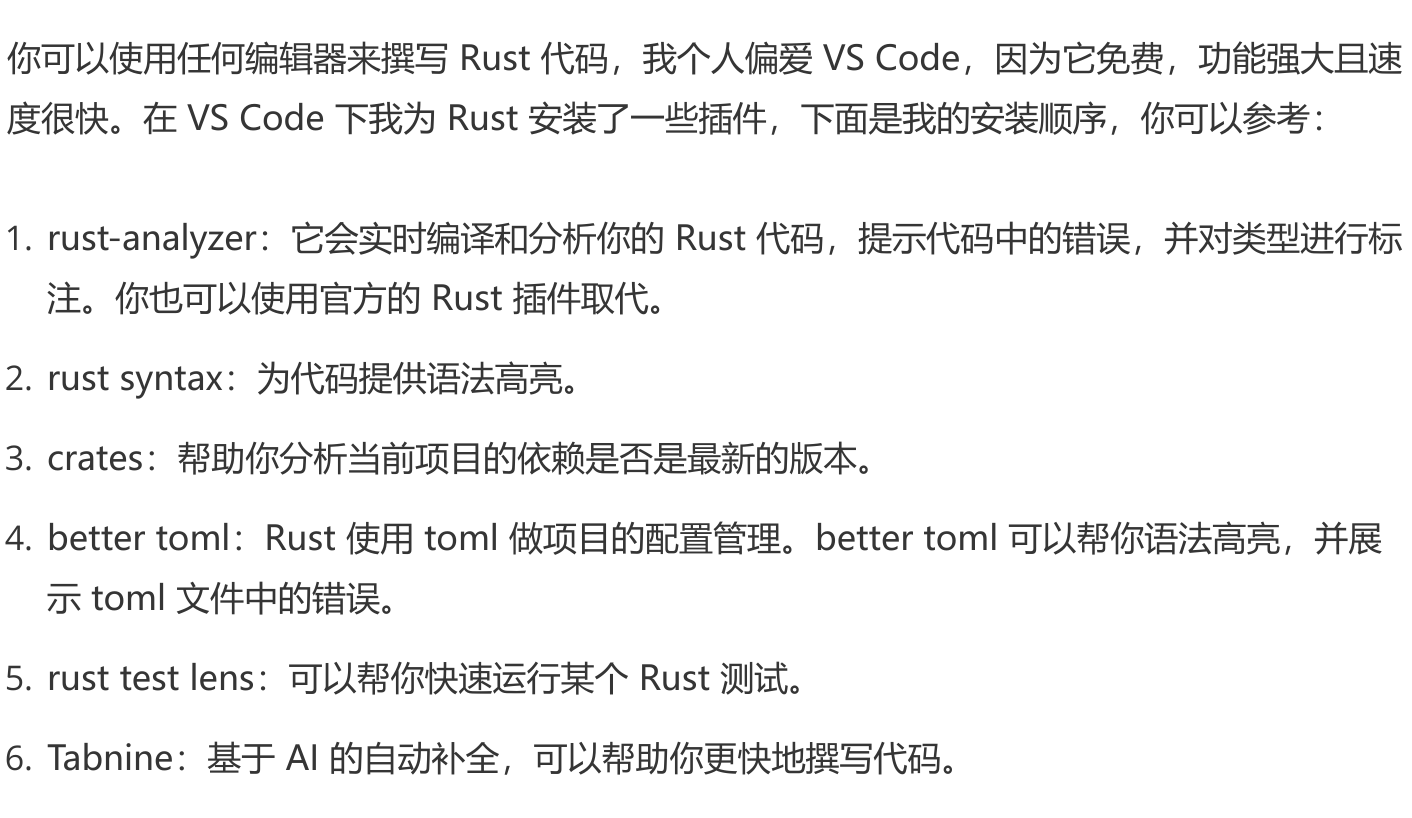 你可以使用任何编辑器来撰写 Rust 代码，我个人偏爱 VS Code，因为它免费，功能强大且速
度很快。在 VS Code 下我为 Rust 安装了一些插件，下面是我的安装顺序，你可以参考：
1. rust-analyzer：它会实时编译和分析你的 Rust 代码，提示代码中的错误，并对类型进行标
注。你也可以使用官方的 Rust 插件取代。
2. rust syntax：为代码提供语法高亮。
3. crates：帮助你分析当前项目的依赖是否是最新的版本。
4. better toml：Rust 使用 toml 做项目的配置管理。better toml 可以帮你语法高亮，并展
示 toml 文件中的错误。
5. rust test lens：可以帮你快速运行某个 Rust 测试。
6. Tabnine：基于 AI 的自动补全，可以帮助你更快地撰写代码。